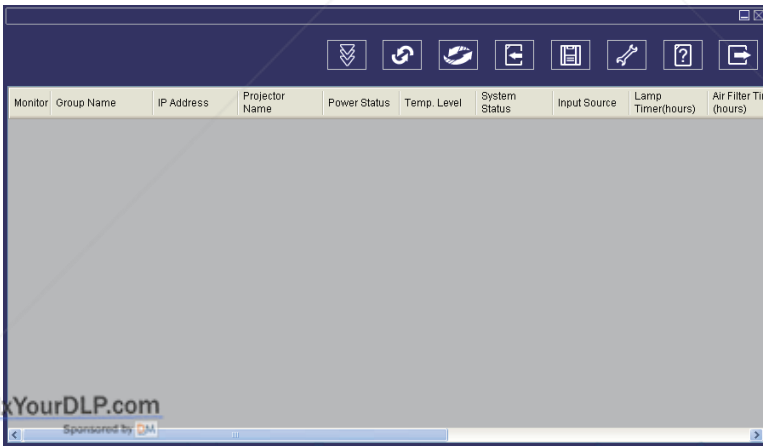 Monitor Group Name IP Address Projector Name Power Status Temp. Level System Status Input Source Lamp Timer(hours) Air Filter (hours)
?
xYourDLP.com
Sponsored by